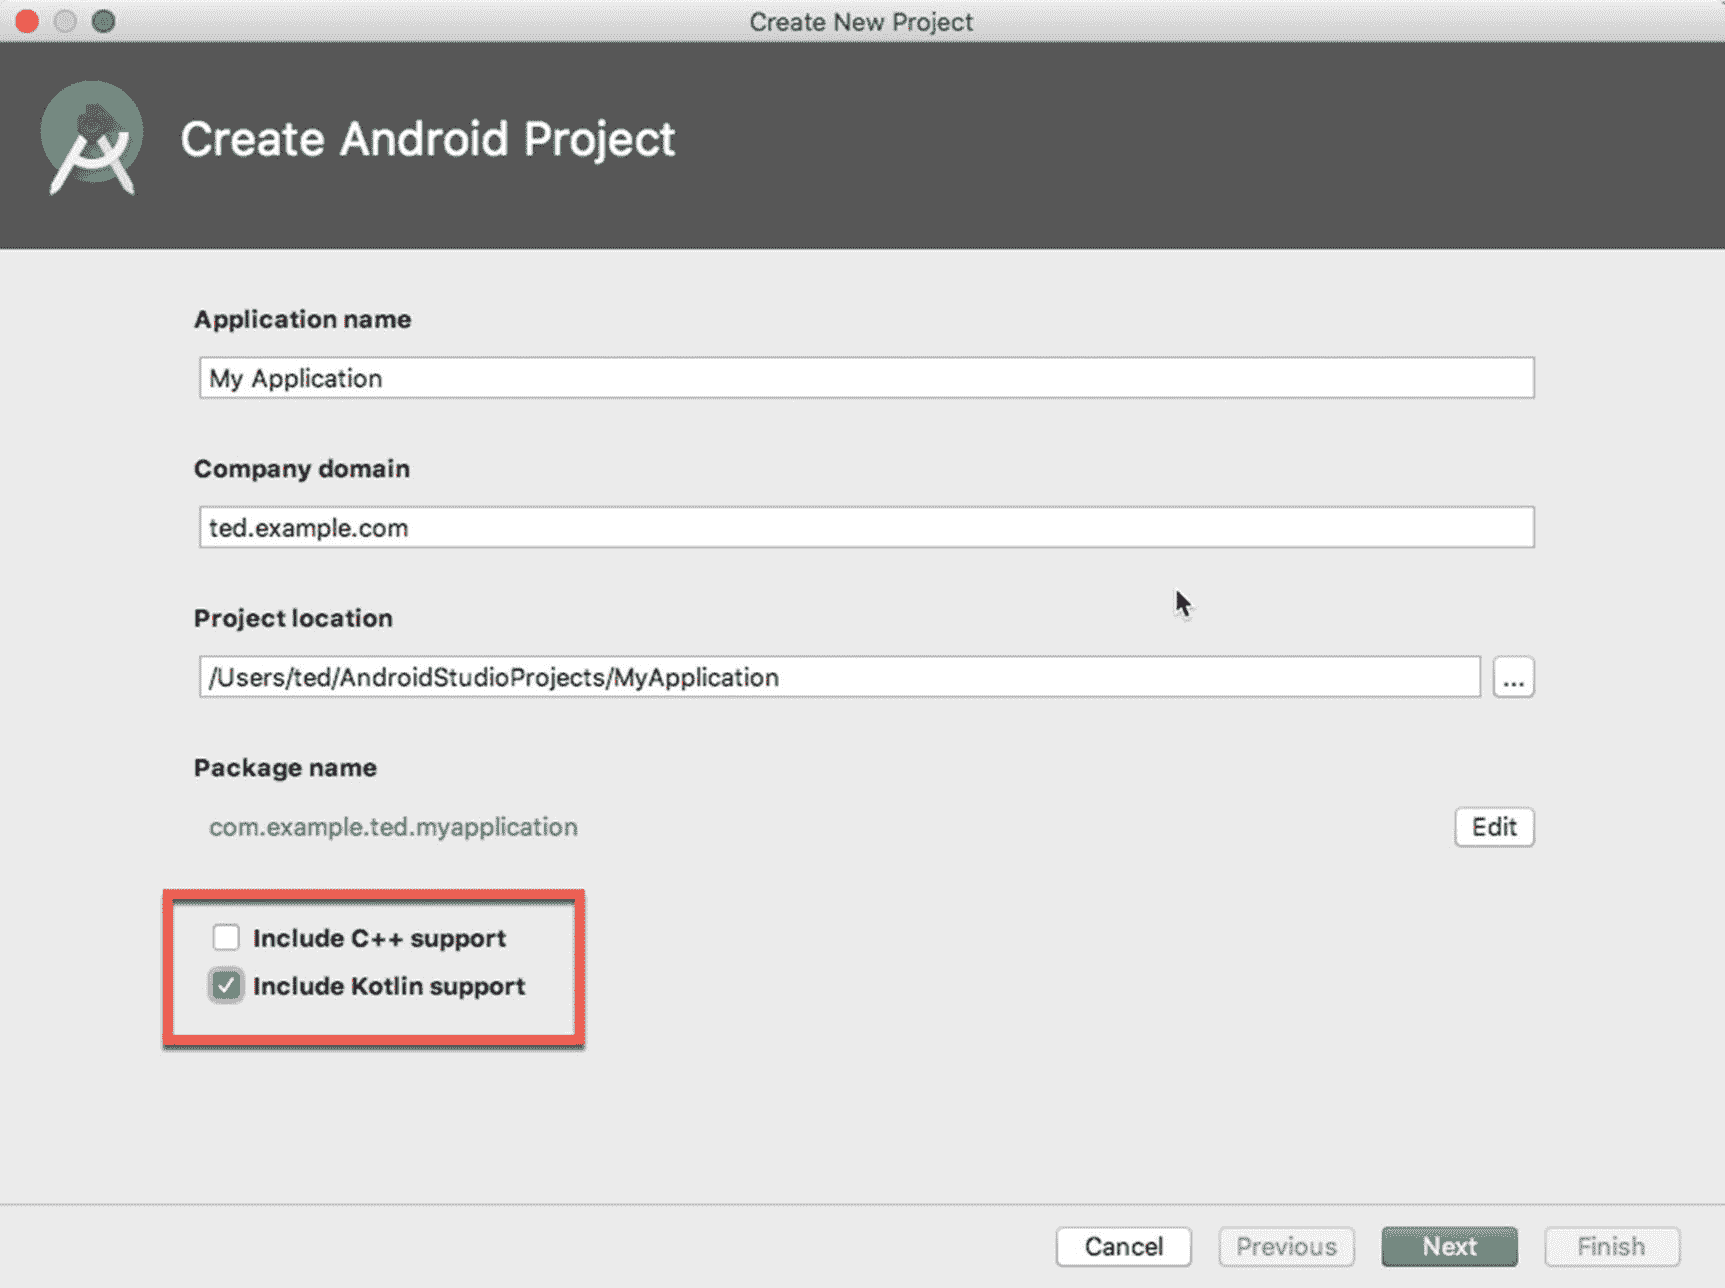 Create New Project
Create Android Project
Application name
My Application
Company domain
ted.example.com
Project location
/Users/ted/AndroidStudioProjects/MyApplication
...
Package name
com.example.ted.myapplication
Edit
Include C++ support
Include Kotlin support
Cancel Previous Next Finish